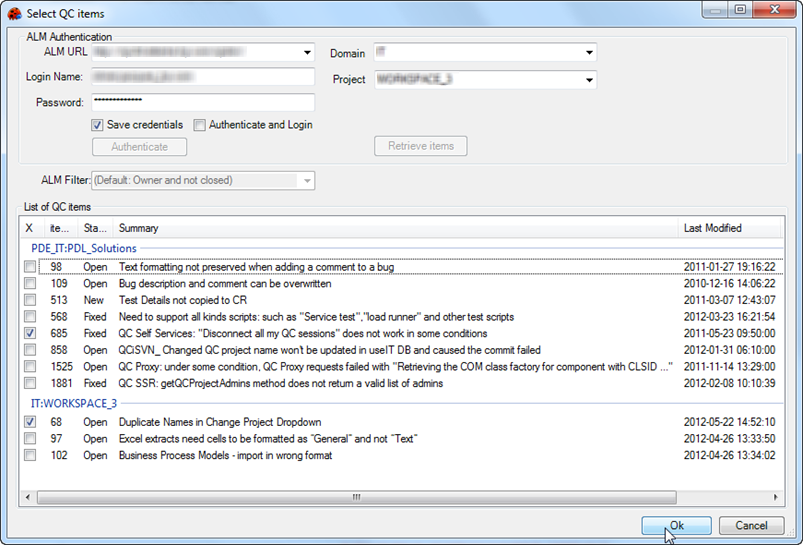 Select QC items
ALM Authentication
ALM URL
Domain IT
Login Name:
Project WORKSPACE_3
Password: *************
Save credentials Authenticate and Login
Authenticate Retrieve items
ALM Filter: (Default: Owner and not closed)
List of QC items
X ite... Sta... Summary Last Modified
PDE_IT:PDL_Solutions
98 Open Text formatting not preserved when adding a comment to a bug 2011-01-27 19:16:22
109 Open Bug description and comment can be overwritten 2010-12-16 14:06:22
513 New Test Details not copied to CR 2011-03-07 12:43:07
568 Fixed Need to support all kinds scripts: such as "Service test","load runner" and other test scripts 2012-03-23 16:21:54
685 Fixed QC Self Services: "Disconnect all my QC sessions" does not work in some conditions 2011-05-23 09:50:00
858 Open QCiSVN_ Changed QC project name won't be updated in useIT DB and caused the commit failed 2012-01-31 06:10:00
1525 Open QC Proxy: under some condition, QC Proxy requests failed with "Retrieving the COM class factory for component with CLSID ..." 2011-11-14 13:29:00
1881 Fixed QC SSR: getQCProjectAdmins method does not return a valid list of admins 2012-02-08 10:10:39
IT:WORKSPACE_3
68 Open Duplicate Names in Change Project Dropdown 2012-05-22 14:52:10
97 Open Excel extracts need cells to be formatted as "General" and not "Text" 2012-04-26 13:33:50
102 Open Business Process Models - import in wrong format 2012-04-26 13:34:02
Ok Cancel